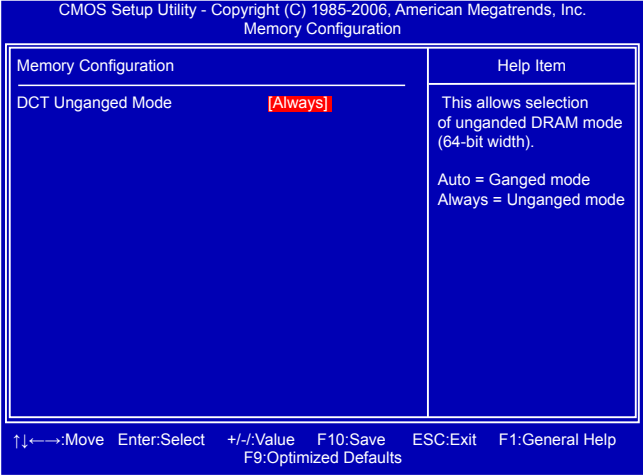 CMOS Setup Utility - Copyright (C) 1985-2006, American Megatrends, Inc.
Memory Configuration
Memory Configuration
Help Item
DCT Unganged Mode [Always]
This allows selection
of unganded DRAM mode
(64-bit width).
Auto = Ganged mode
Always = Unganged mode
↑↓←→:Move Enter:Select +/-/:Value F10:Save ESC:Exit F1:General Help
F9:Optimized Defaults